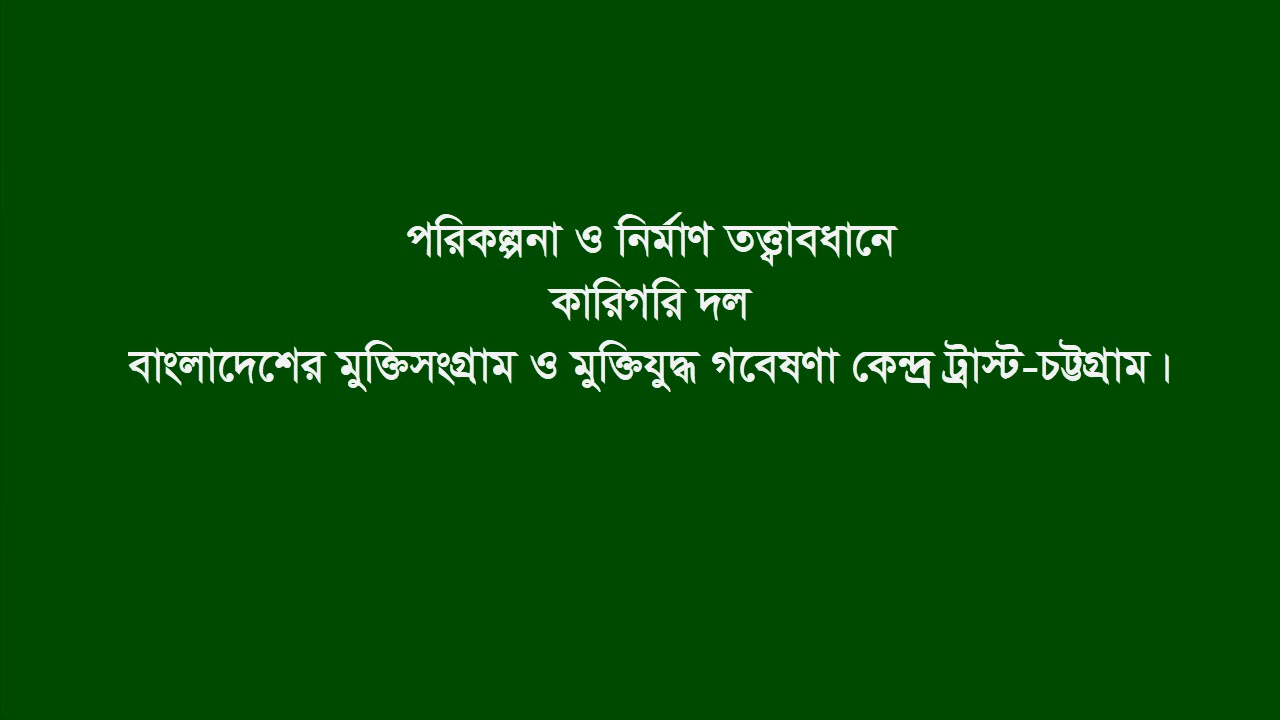 পরিকল্পনা ও নির্মাণ তত্ত্বাবধানে
কারিগরি দল
বাংলাদেশের মুক্তিসংগ্রাম ও মুক্তিযুদ্ধ গবেষণা কেন্দ্র ট্রাস্ট-চট্টগ্রাম।